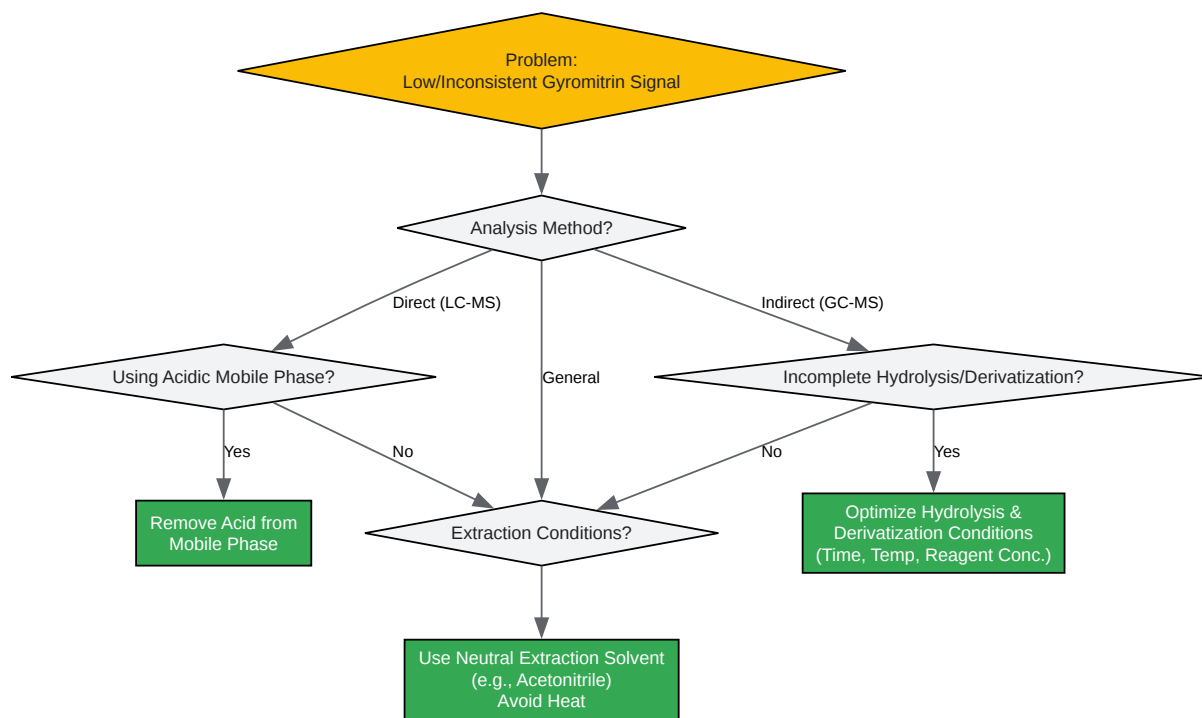 Problem:
Low/Inconsistent Gyromitrin Signal
Analysis Method?
Direct (LC-MS)
Indirect (GC-MS)
Using Acidic Mobile Phase?
General
Incomplete Hydrolysis/Derivatization?
Yes
No
No
Yes
Remove Acid from
Mobile Phase
Extraction Conditions?
Optimize Hydrolysis &
Derivatization Conditions
(Time, Temp, Reagent Conc.)
Use Neutral Extraction Solvent
(e.g., Acetonitrile)
Avoid Heat